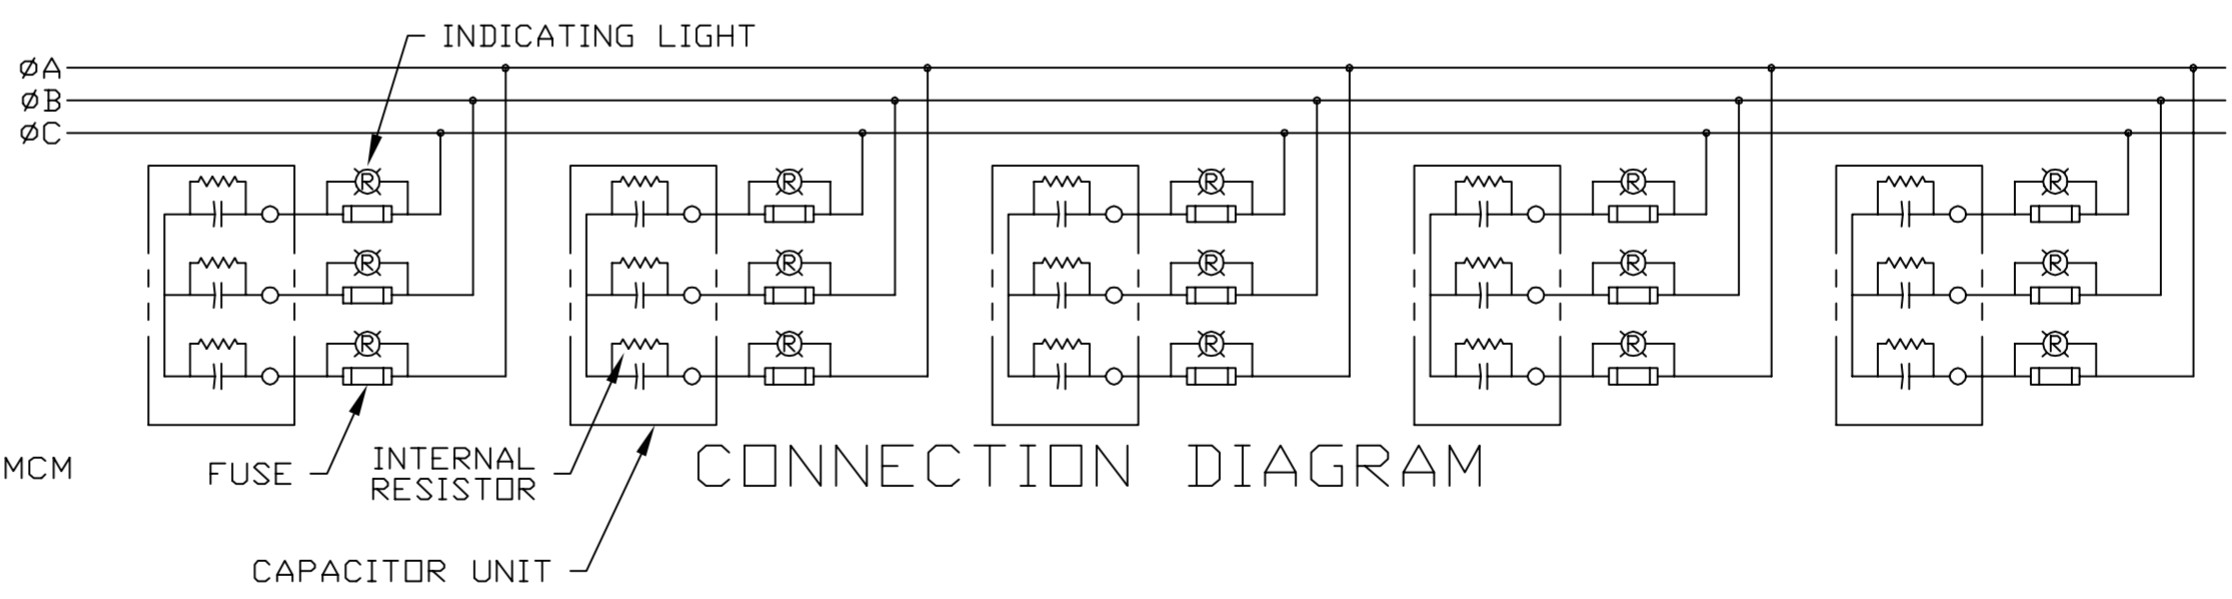 INDICATING LIGHT
ØA
ØB
ØC
R R R R R
R R R R R
R R R R R
MCM
FUSE
INTERNAL
RESISTOR
CONNECTION DIAGRAM
CAPACITOR UNIT